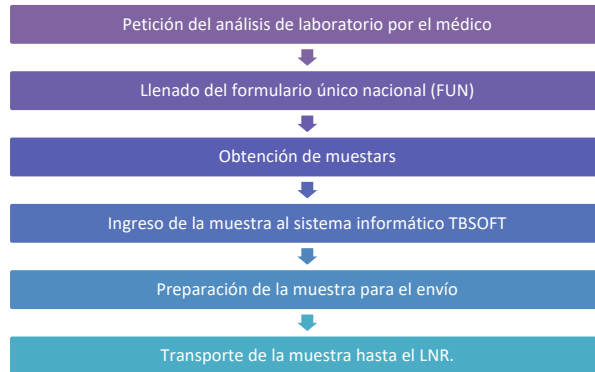 Petición del análisis de laboratorio por el médico
Llenado del formulario único nacional (FUN)
Obtención de muestars
Ingreso de la muestra al sistema informático TBSOFT
Preparación de la muestra para el envío
Transporte de la muestra hasta el LNR.